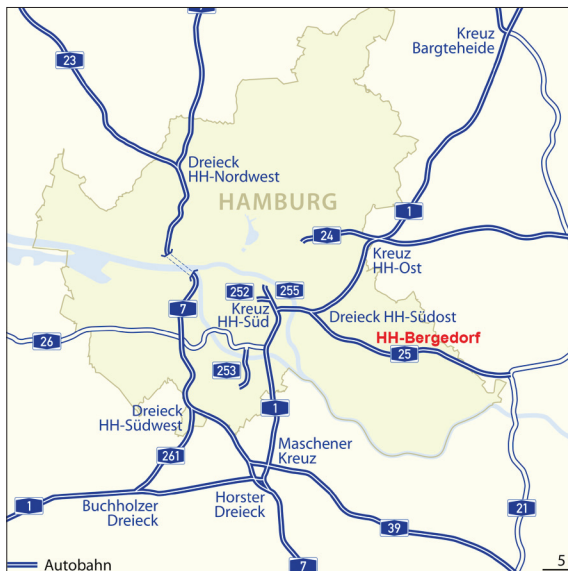 7
23
Kreuz
Bargteheide
Dreieck
HH-Nordwest
HAMBURG
1
24
Kreuz
HH-Ost
252
255
7
Kreuz
HH-Süd
Dreieck HH-Südost
HH-Bergedorf
26
25
253
Dreieck
HH-Südwest
1
261
Maschener
Kreuz
1
Buchholzer
Dreieck
Horster
Dreieck
39
21
7
Autobahn
5